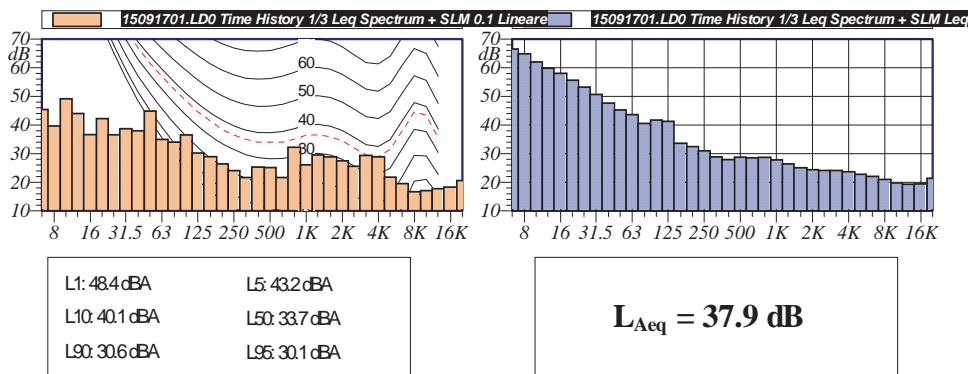 15091701.LD0 Time History 1/3 Leq Spectrum + SLM 0.1 Lineare
15091701.LD0 Time History 1/3 Leq Spectrum + SLM Leq
70
dB
60
50
40
30
20
10
60
50
40
30
8 16 31.5 63 125 250 500 1K 2K 4K 8K 16K
70
dB
60
50
40
30
20
10
8 16 31.5 63 125 250 500 1K 2K 4K 8K 16K
L1: 48.4 dBA L5: 43.2 dBA
L10: 40.1 dBA L50: 33.7 dBA
L90: 30.6 dBA L95: 30.1 dBA
LAeq = 37.9 dB